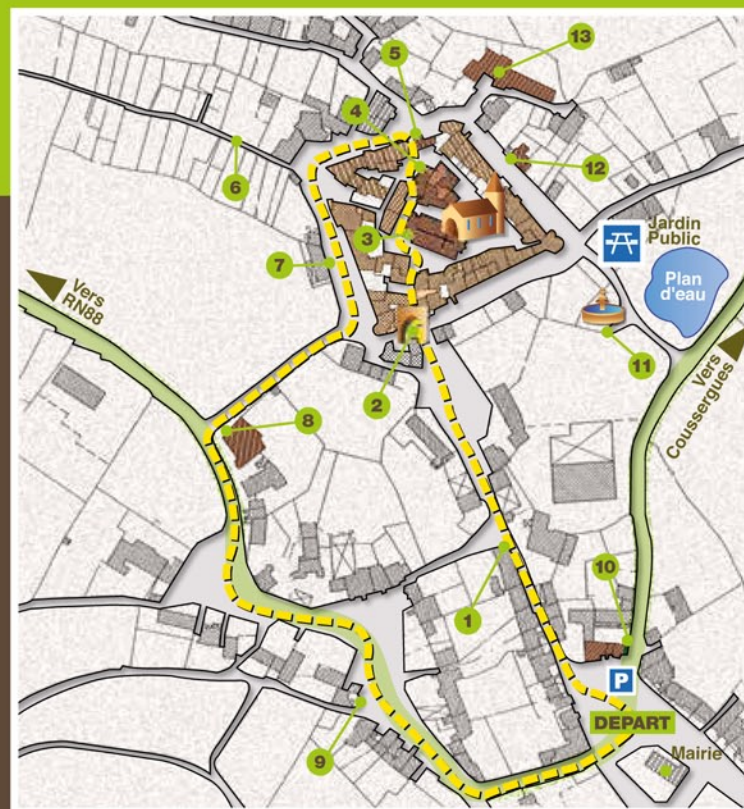 13
5
4
12
6
3
7
Jardin
Public
Plan
d'eau
Vers
RN88
11
2
Vers
Coussergues
8
10
1
P
DEPART
9
Mairie